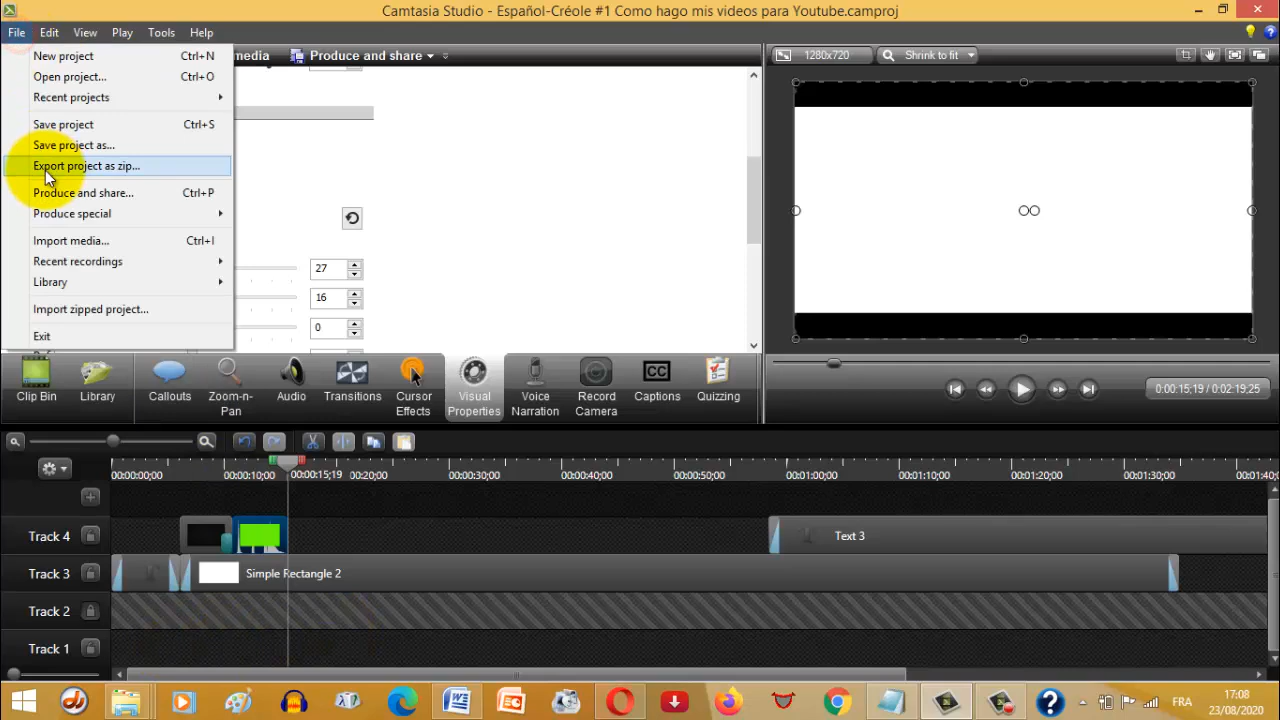 Camtasia Studio - Español-Créole #1 Como hago mis videos para Youtube.camproj
File Edit View Play Tools Help
media Produce and share
1280x720 Shrink to fit
New project Ctrl+N
Open project... Ctrl+O
Recent projects
Save project Ctrl+S
Save project as...
Export project as zip...
Produce and share... Ctrl+P
Produce special
Import media... Ctrl+I
Recent recordings
Library
Import zipped project...
Exit
27
16
0
Clip Bin
Library
Callouts
Zoom-n-Pan
Audio
Transitions
Cursor Effects
Visual Properties
Voice Narration
Record Camera
CC
Captions
Quizzing
0:00:15;19 / 0:02:19;25
00:00:00;00 00:00:10;00 00:00:15;19 00:20;00 00:00:30;00 00:00:40;00 00:00:50;00 00:01:00;00 00:01:10;00 00:01:20;00 00:01:30;00 00:01:40;0
Track 4 Text 3
Track 3 Simple Rectangle 2
Track 2
Track 1
FRA 17:08
23/08/2020